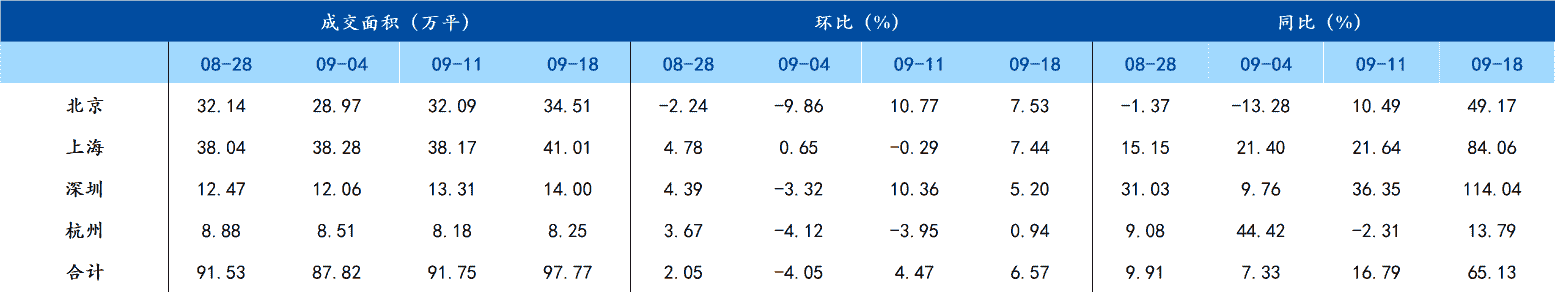 成交面积（万平） 环比（%） 同比（%）
08-28 09-04 09-11 09-18 08-28 09-04 09-11 09-18 08-28 09-04 09-11 09-18
北京 32.14 28.97 32.09 34.51 -2.24 -9.86 10.77 7.53 -1.37 -13.28 10.49 49.17
上海 38.04 38.28 38.17 41.01 4.78 0.65 -0.29 7.44 15.15 21.40 21.64 84.06
深圳 12.47 12.06 13.31 14.00 4.39 -3.32 10.36 5.20 31.03 9.76 36.35 114.04
杭州 8.88 8.51 8.18 8.25 3.67 -4.12 -3.95 0.94 9.08 44.42 -2.31 13.79
合计 91.53 87.82 91.75 97.77 2.05 -4.05 4.47 6.57 9.91 7.33 16.79 65.13